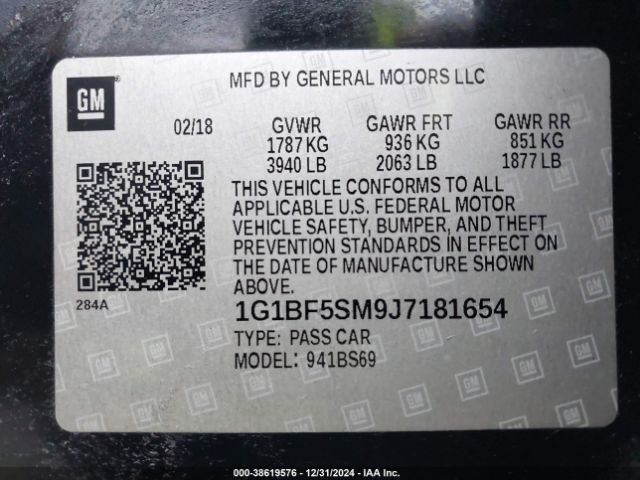 GM
MFD BY GENERAL MOTORS LLC
02/18 GVWR GAWR FRT GAWR RR
1787 KG 936 KG 851 KG
3940 LB 2063 LB 1877 LB
THIS VEHICLE CONFORMS TO ALL
APPLICABLE U.S. FEDERAL MOTOR
VEHICLE SAFETY, BUMPER, AND THEFT
PREVENTION STANDARDS IN EFFECT ON
THE DATE OF MANUFACTURE SHOWN
ABOVE.
284A
1G1BF5SM9J7181654
TYPE: PASS CAR
MODEL: 941BS69
000-38619576 - 12/31/2024 - IAA Inc.